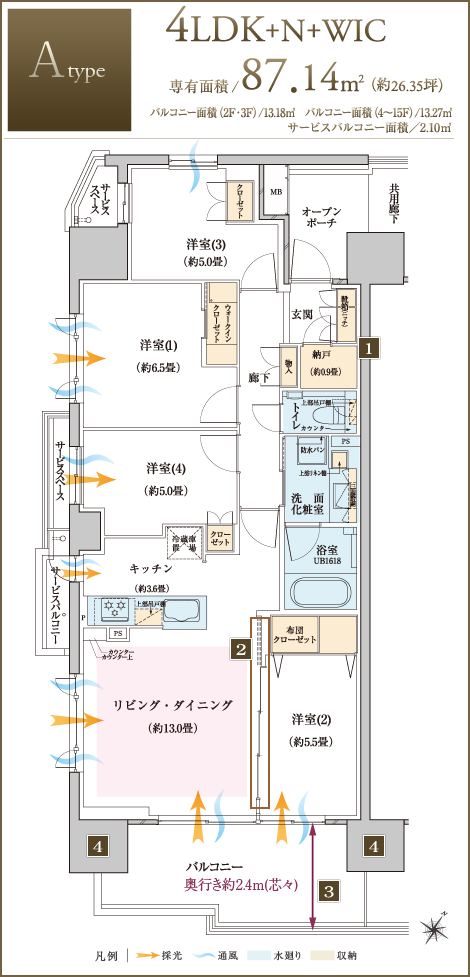 A type
4LDK+N+WIC
専有面積/87.14㎡（約26.35坪）
バルコニー面積（2F・3F）/13.18㎡　バルコニー面積（4〜15F）/13.27㎡
サービスバルコニー面積／2.10㎡
サービス
スペース
クローゼット
MB
オープン
ポーチ
共用廊下
洋室(3)
（約5.0畳）
玄関
洋室(1)
（約6.5畳）
ウォークイン
クローゼット
1
納戸
（約0.9畳）
物入
廊下
トイレ
上部吊戸棚
カウンター
サービススペース
洋室(4)
（約5.0畳）
PS
防水パン
上部リネン棚
洗面
化粧室
クロー
ゼット
冷蔵庫
置場
浴室
UB1618
キッチン
（約3.6畳）
サービスバルコニー
上部吊戸棚
P
PS
カウンター
カウンター上
布団
クローゼット
2
リビング・ダイニング
（約13.0畳）
洋室(2)
（約5.5畳）
4
4
バルコニー
奥行き約2.4m(芯々)
3
凡例
採光
通風
水廻り
収納